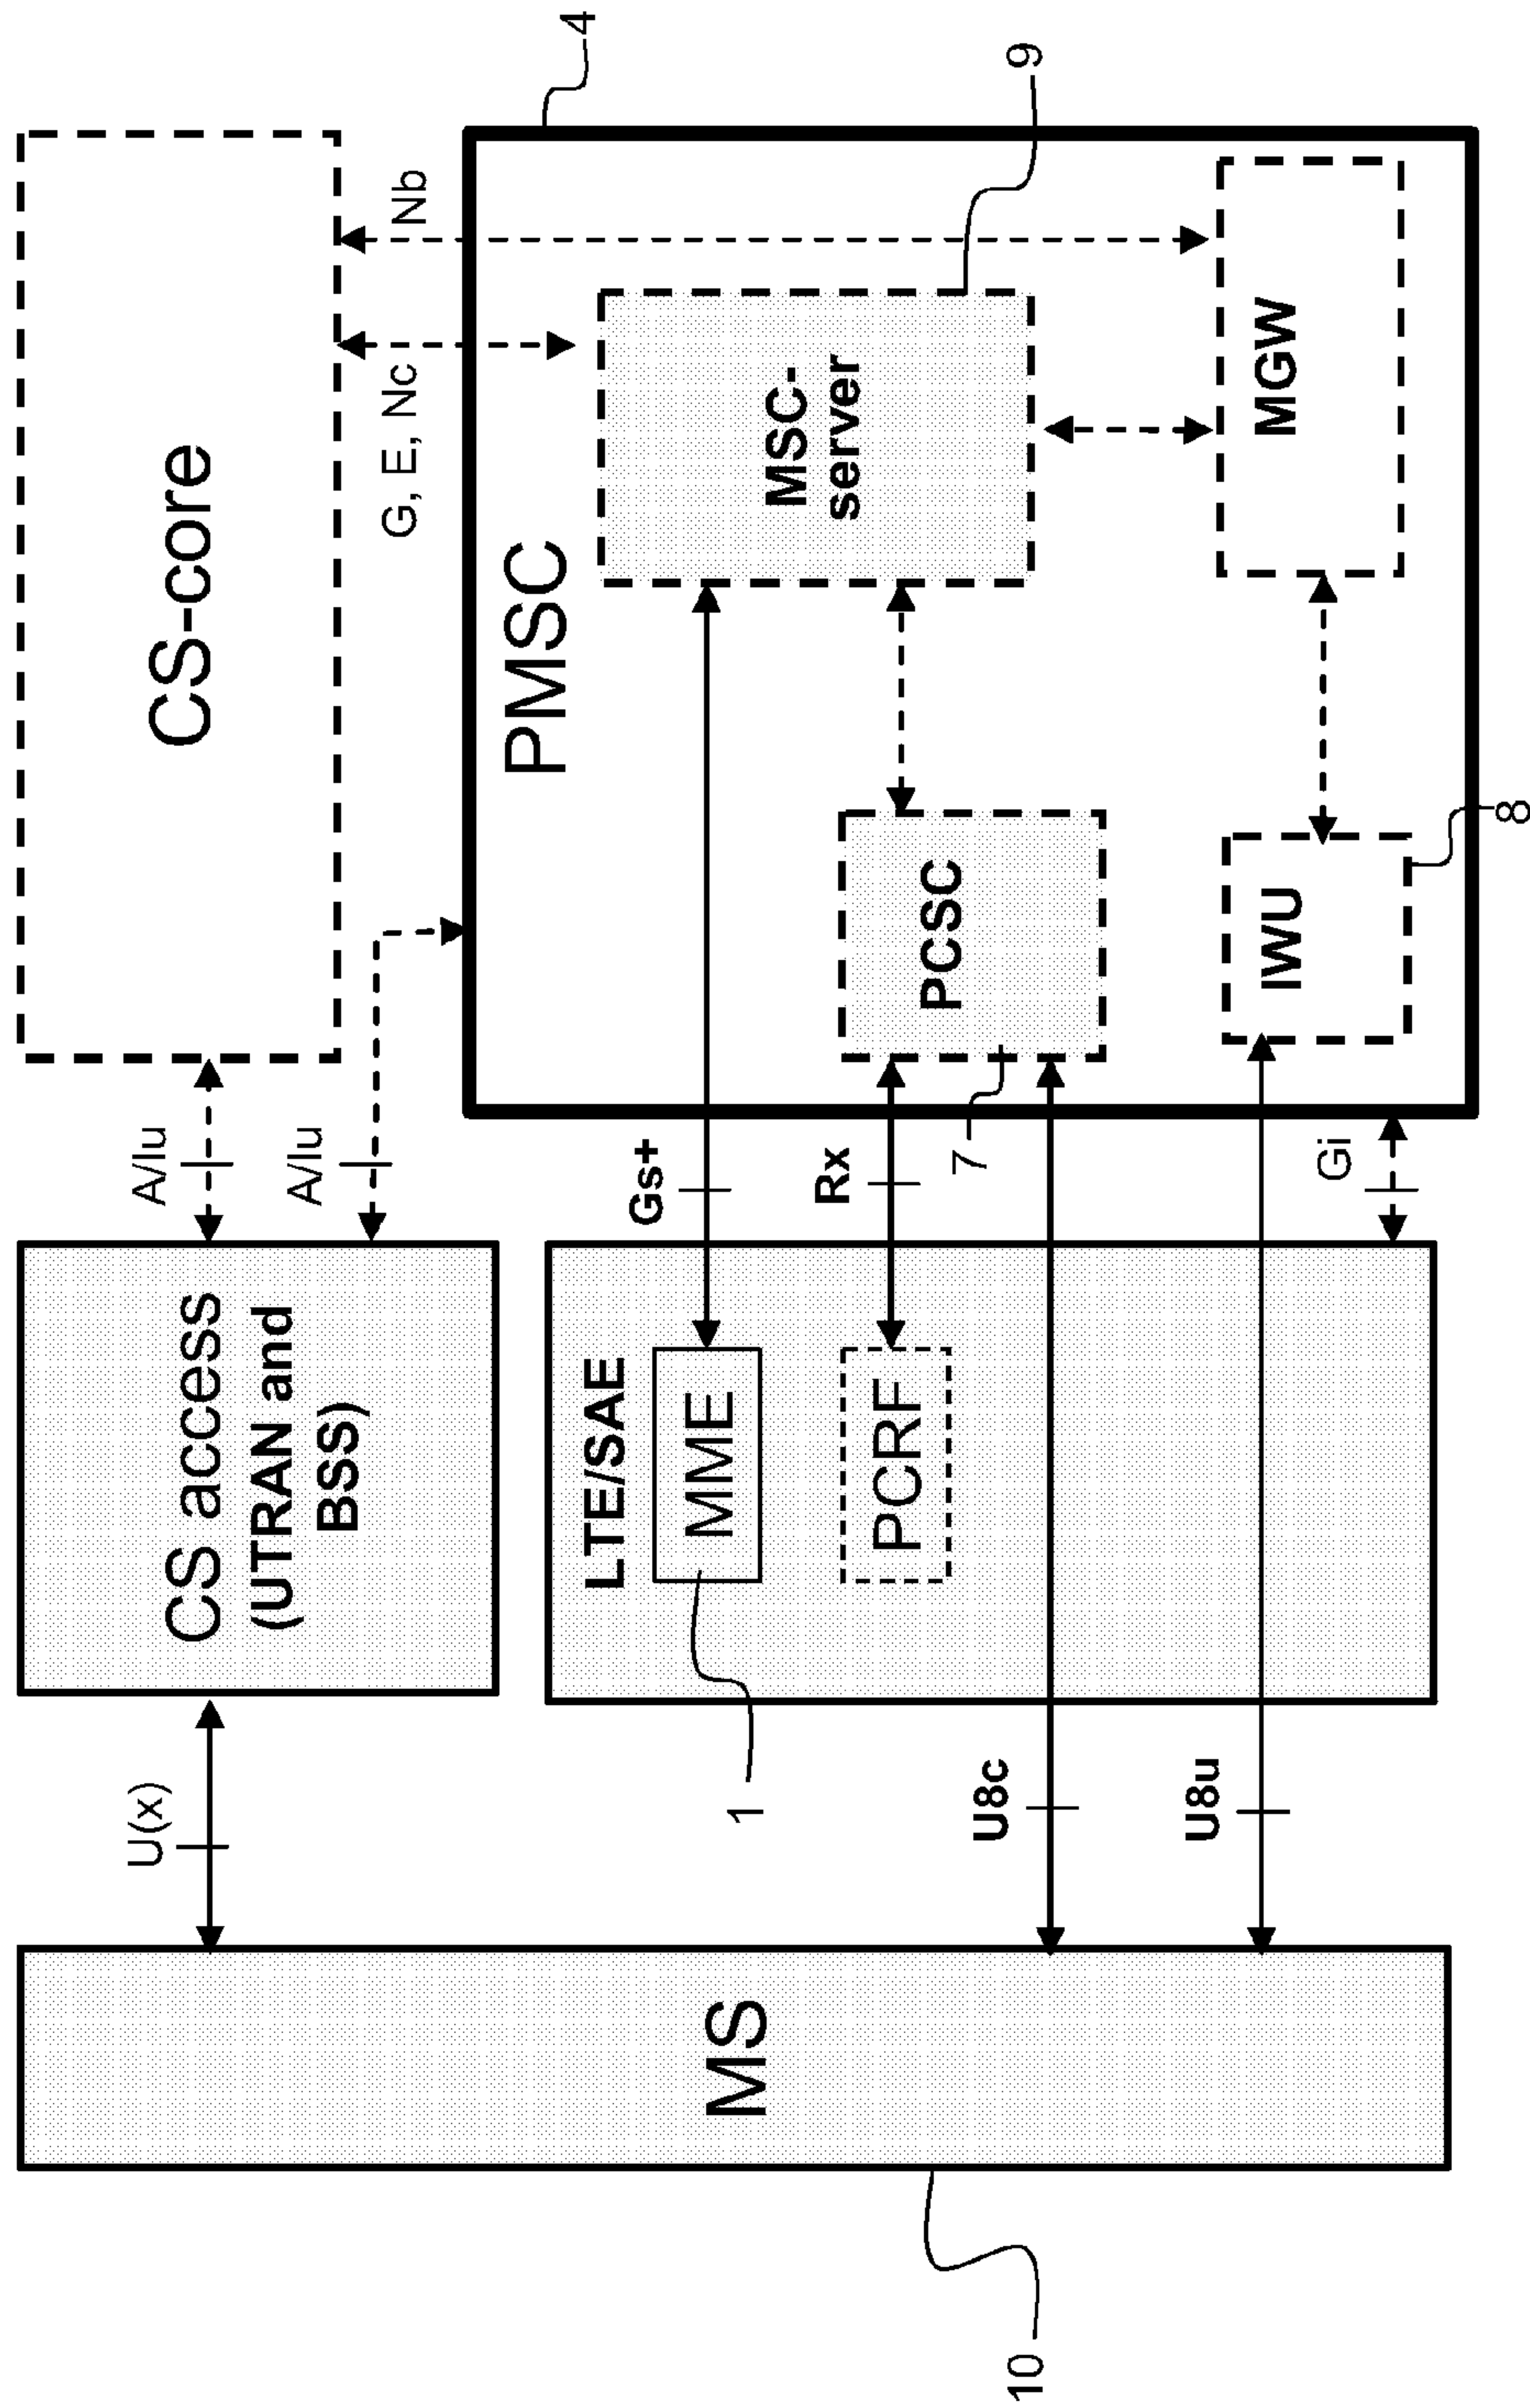 MS
10
U(x)
U8c
U8u
CS access
(UTRAN and
BSS)
LTE/SAE
MME
PCRF
1
A/Iu
A/Iu
Gs+
Rx
7
Gi
CS-core
G, E, Nc
Nb
PMSC
4
PCSC
MSC-
server
9
IWU
8
MGW